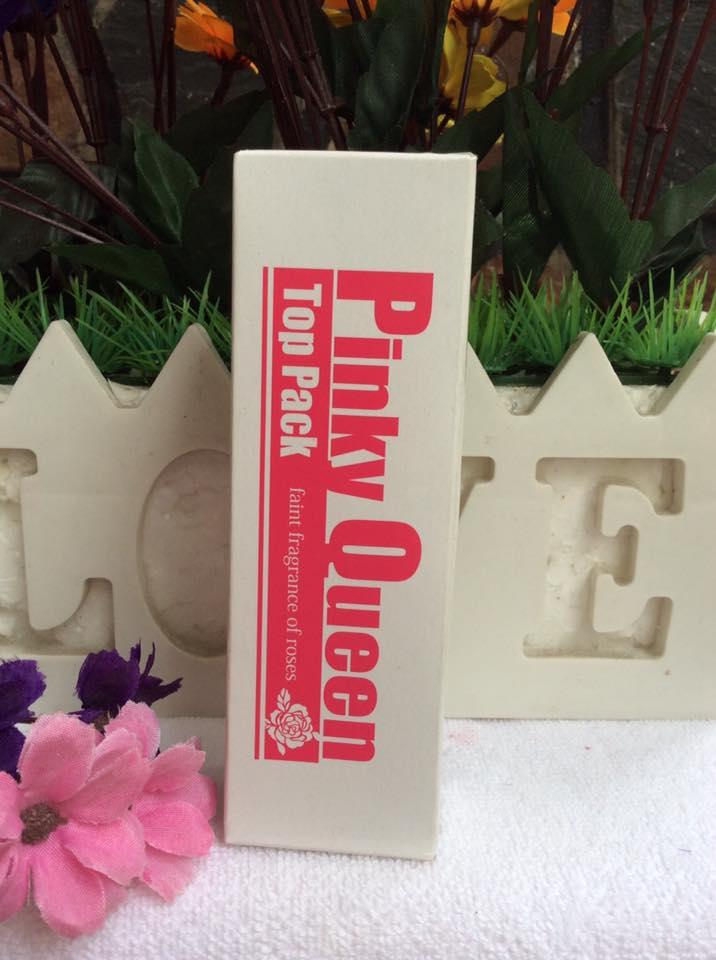 Pinky Queen
Top Pack
faint fragrance of roses
LOVE